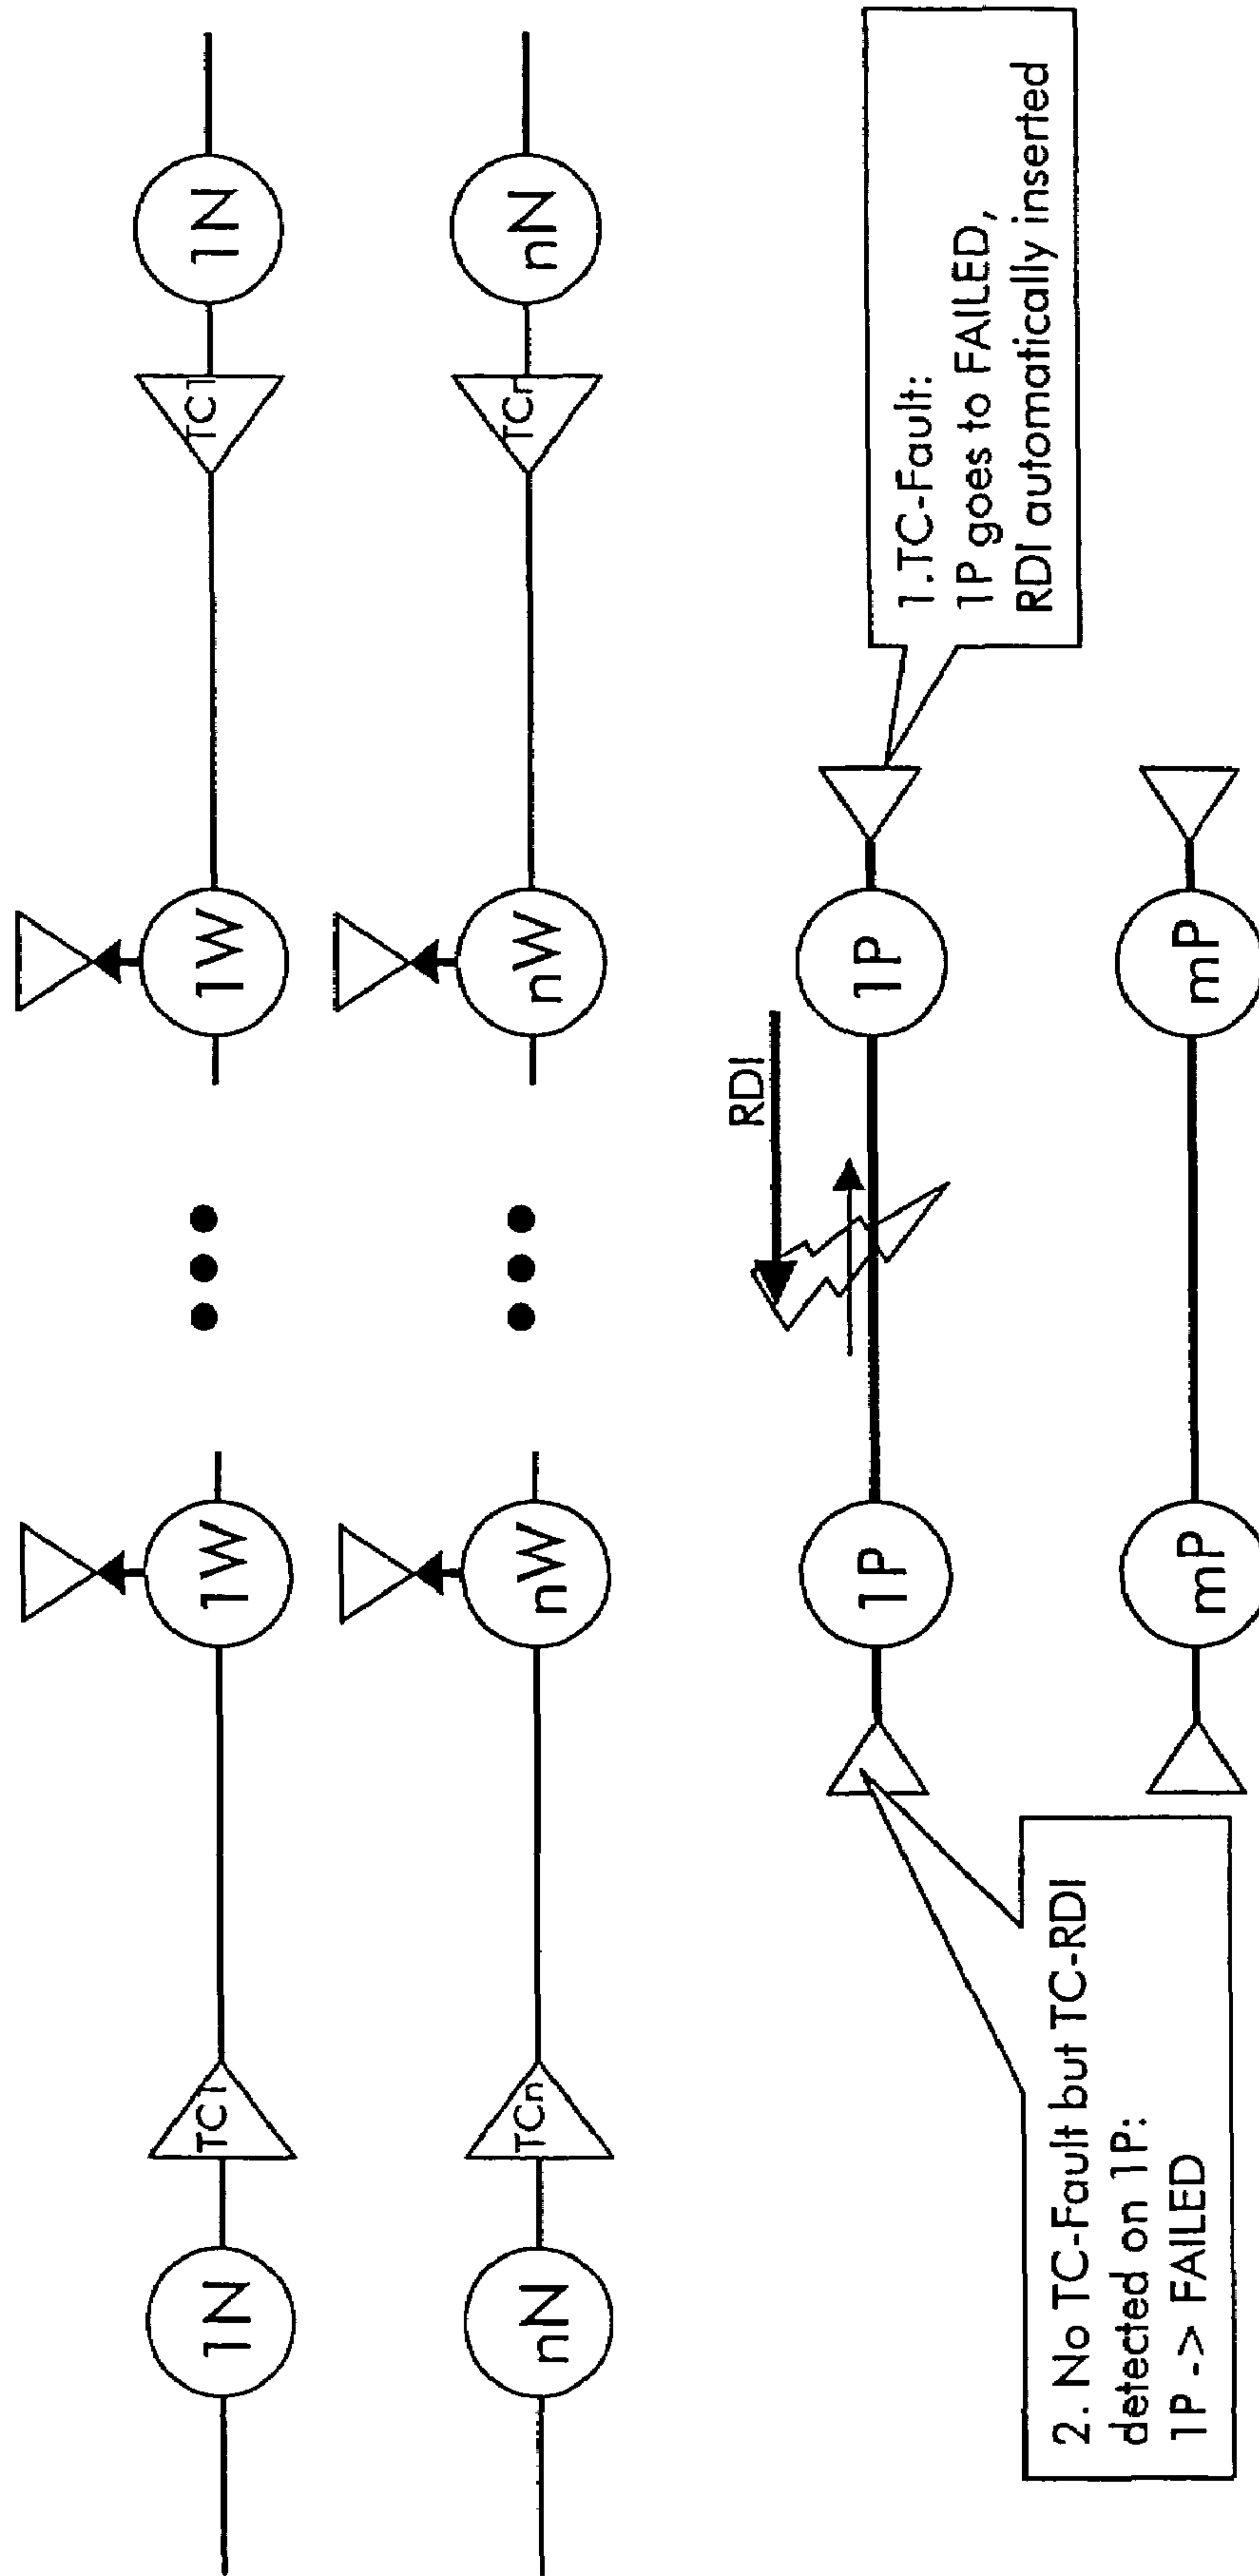 1N TC1 1W 1W TC1 1N
nN TCn nW nW TCn nN
RDI
1P 1P
1.TC-Fault:
1P goes to FAILED,
RDI automatically inserted
2. No TC-Fault but TC-RDI
detected on 1P:
1P -> FAILED
mP mP